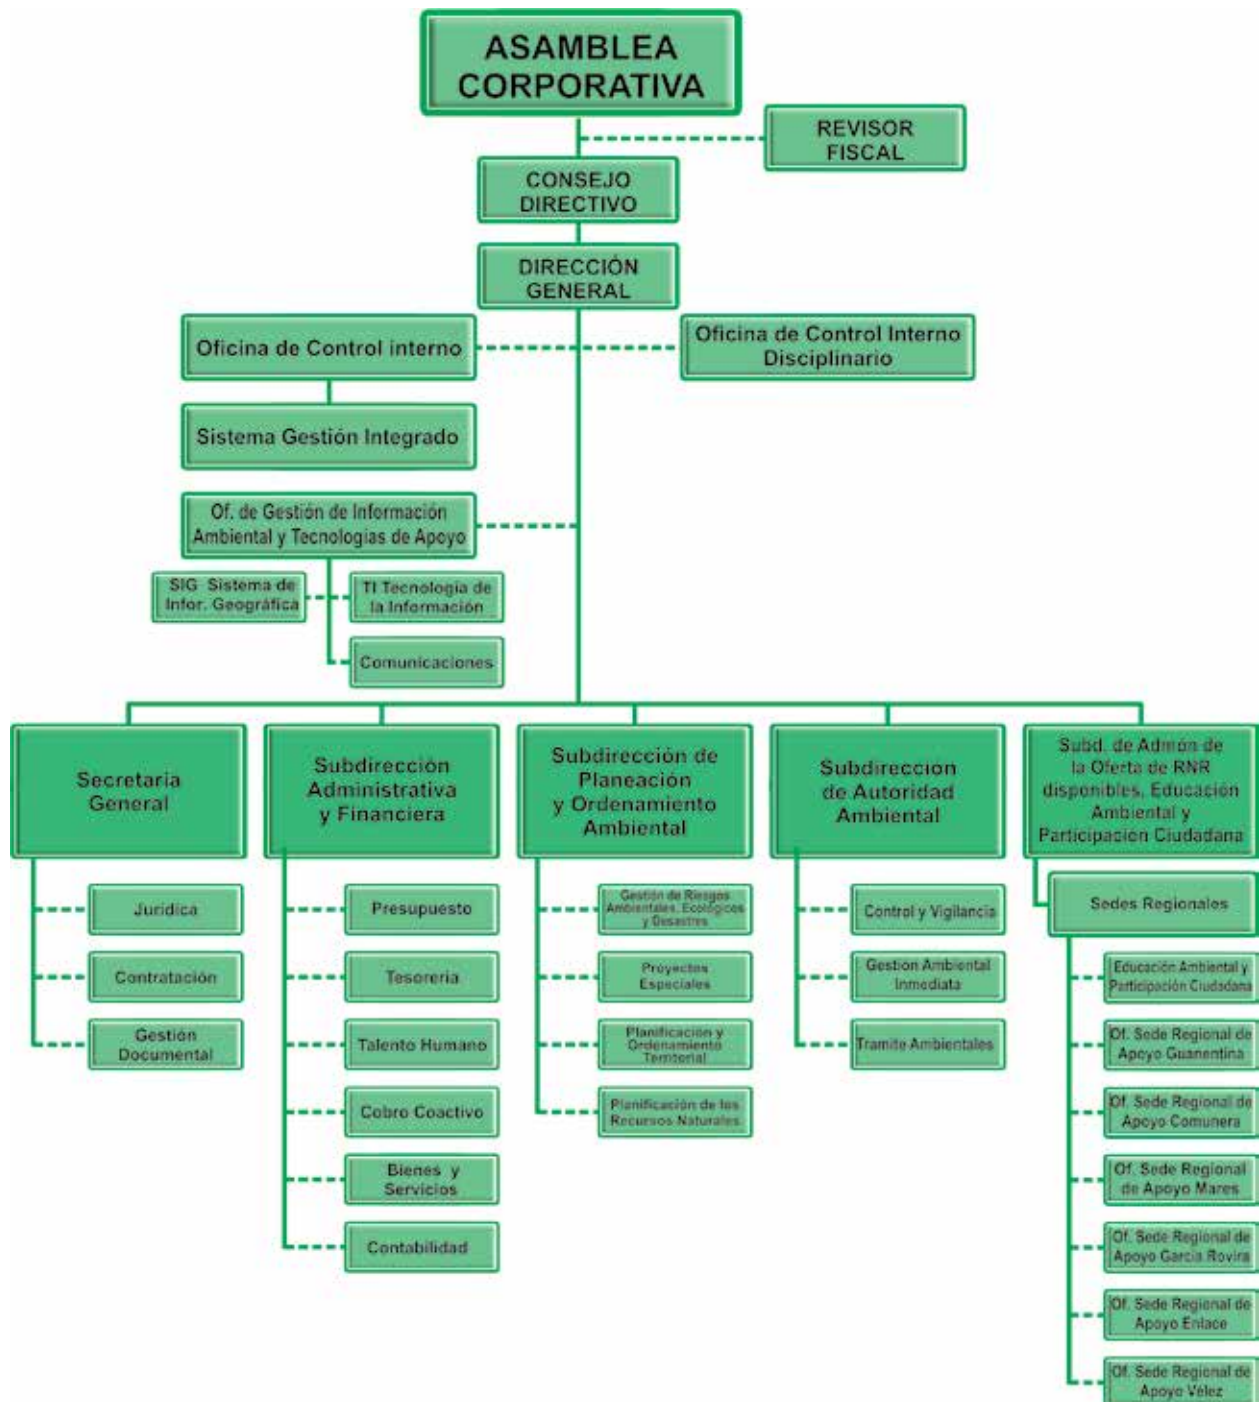 ASAMBLEA
CORPORATIVA
REVISOR
FISCAL
CONSEJO
DIRECTIVO
DIRECCIÓN
GENERAL
Oficina de Control interno
Oficina de Control Interno
Disciplinario
Sistema Gestión Integrado
Of. de Gestión de Información
Ambiental y Tecnologías de Apoyo
SIG Sistema de
Infor. Geográfica
TI Tecnología de
la Información
Comunicaciones
Secretaria
General
Jurídica
Contratación
Gestión
Documental
Subdirección
Administrativa
y Financiera
Presupuesto
Tesorería
Talento Humano
Cobro Coactivo
Bienes y
Servicios
Contabilidad
Subdirección de
Planeación
y Ordenamiento
Ambiental
Gestión de Riesgos
Ambientales, Ecológicos
y Desastres
Proyectos
Especiales
Planificación y
Ordenamiento
Territorial
Planificación de los
Recursos Naturales
Subdirección
de Autoridad
Ambiental
Control y Vigilancia
Gestion Ambiental
Inmediata
Tramite Ambientales
Subd. de Admón de
la Oferta de RNR
disponibles, Educación
Ambiental y
Participación Ciudadana
Sedes Regionales
Educación Ambiental y
Participación Ciudadana
Of. Sede Regional de
Apoyo Guanentina
Of. Sede Regional de
Apoyo Comunera
Of. Sede Regional
de Apoyo Mares
Of. Sede Regional de
Apoyo García Rovira
Of. Sede Regional de
Apoyo Enlace
Of. Sede Regional de
Apoyo Vélez